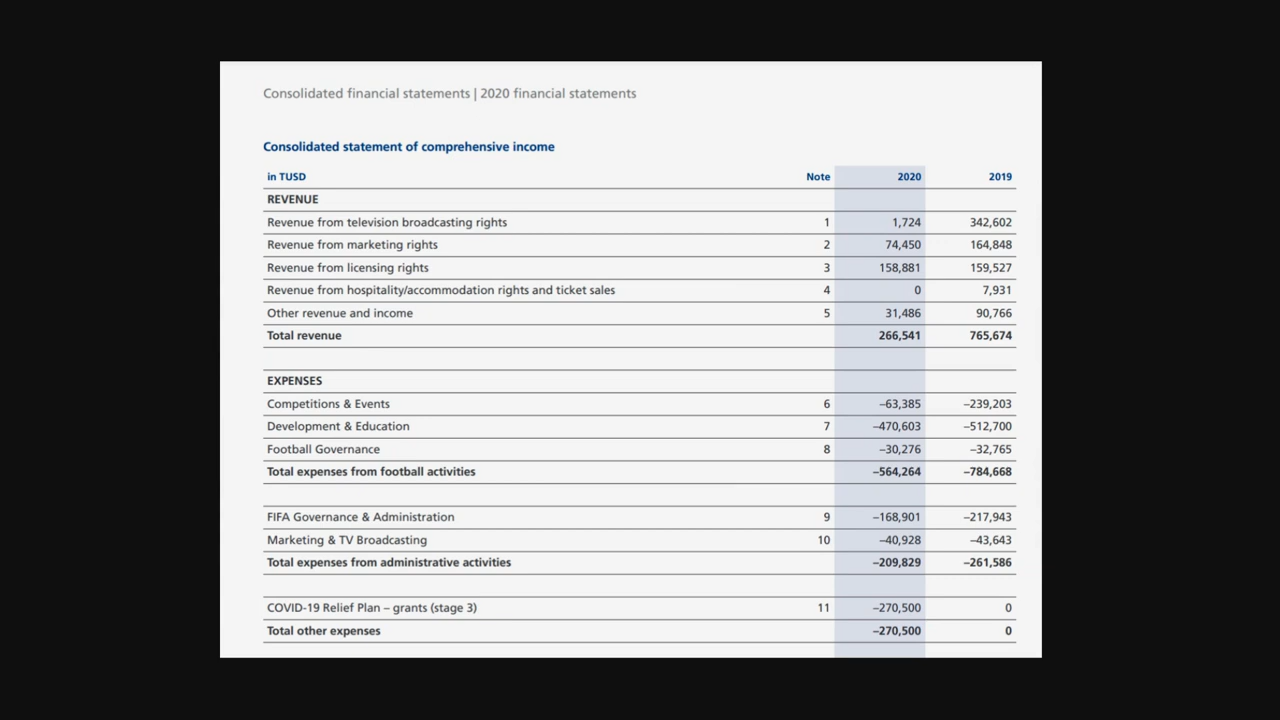 Consolidated financial statements | 2020 financial statements
Consolidated statement of comprehensive income
in TUSD Note 2020 2019
REVENUE
Revenue from television broadcasting rights 1 1,724 342,602
Revenue from marketing rights 2 74,450 164,848
Revenue from licensing rights 3 158,881 159,527
Revenue from hospitality/accommodation rights and ticket sales 4 0 7,931
Other revenue and income 5 31,486 90,766
Total revenue 266,541 765,674
EXPENSES
Competitions & Events 6 –63,385 –239,203
Development & Education 7 –470,603 –512,700
Football Governance 8 –30,276 –32,765
Total expenses from football activities –564,264 –784,668
FIFA Governance & Administration 9 –168,901 –217,943
Marketing & TV Broadcasting 10 –40,928 –43,643
Total expenses from administrative activities –209,829 –261,586
COVID-19 Relief Plan – grants (stage 3) 11 –270,500 0
Total other expenses –270,500 0